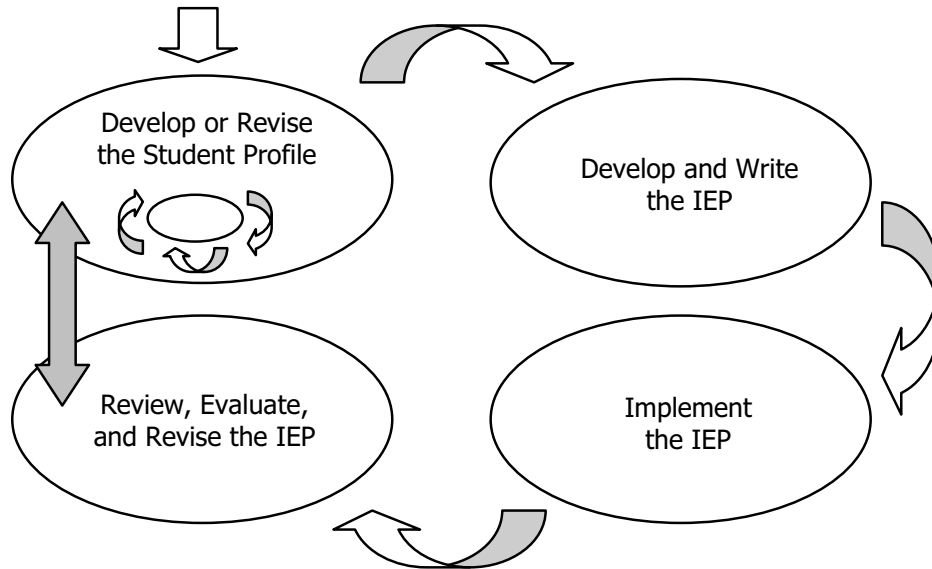 Develop or Revise
the Student Profile
Develop and Write
the IEP
Review, Evaluate,
and Revise the IEP
Implement
the IEP